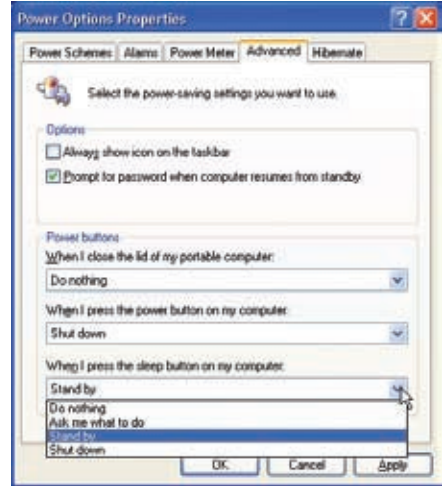 Power Options Properties
Power Schemes Alarms Power Meter Advanced Hibernate
Select the power-saving settings you want to use.
Options
Always show icon on the taskbar
Prompt for password when computer resumes from standby
Power buttons
When I close the lid of my portable computer:
Do nothing
When I press the power button on my computer:
Shut down
When I press the sleep button on my computer:
Stand by
Do nothing
Ask me what to do
Stand by
Shut down
OK Cancel Apply